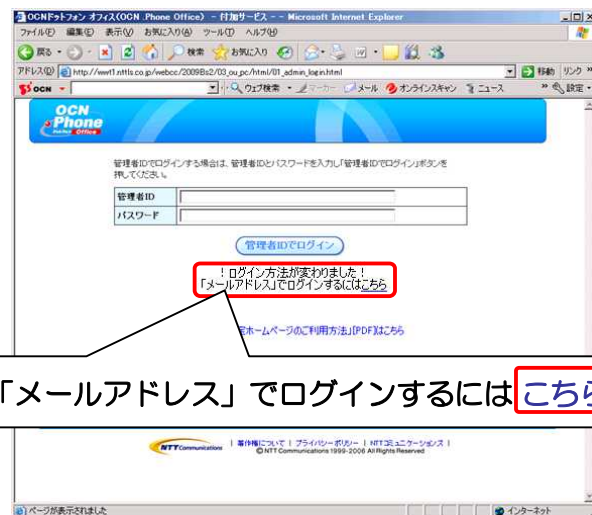 OCNドットフォン オフィス(OCN .Phone Office) - 付加サービス - - Microsoft Internet Explorer
ファイル(F) 編集(E) 表示(V) お気に入り(A) ツール(T) ヘルプ(H)
戻る 検索 お気に入り
アドレス(D) 移動 リンク »
OCN ウェブ検索 マーカー メール オンラインスキャン ニュース » 設定
OCN
.Phone
Office
管理者IDでログインする場合は、管理者IDとパスワードを入力し「管理者IDでログイン」ボタンを
押してください。
管理者ID
パスワード
管理者IDでログイン
！ログイン方法が変わりました！
「メールアドレス」でログインするにはこちら
ホームページのご利用方法」[PDF]はこちら
「メールアドレス」でログインするには こちら
NTT Communications | 著作権について | プライバシーポリシー | NTTコミュニケーションズ |
© NTT Communications 1999-2006 All Rights Reserved
ページが表示されました インターネット